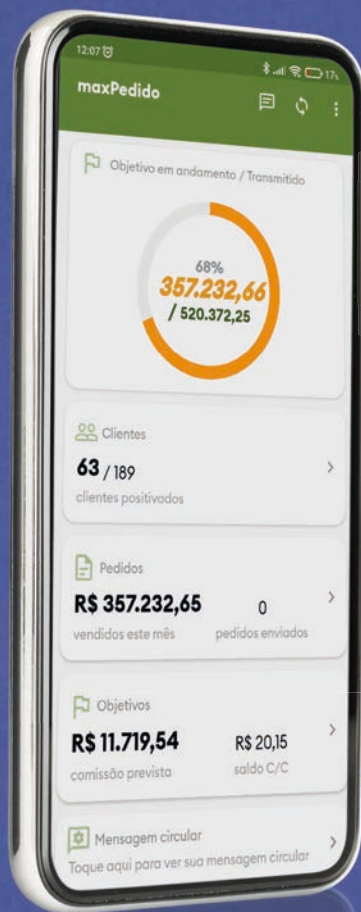 12:07
17%
maxPedido
Objetivo em andamento / Transmitido
68%
357.232,66
/ 520.372,25
Clientes
63 / 189
clientes positivados
Pedidos
R$ 357.232,65 0
vendidos este mês pedidos enviados
Objetivos
R$ 11.719,54 R$ 20,15
comissão prevista saldo C/C
Mensagem circular
Toque aqui para ver sua mensagem circular